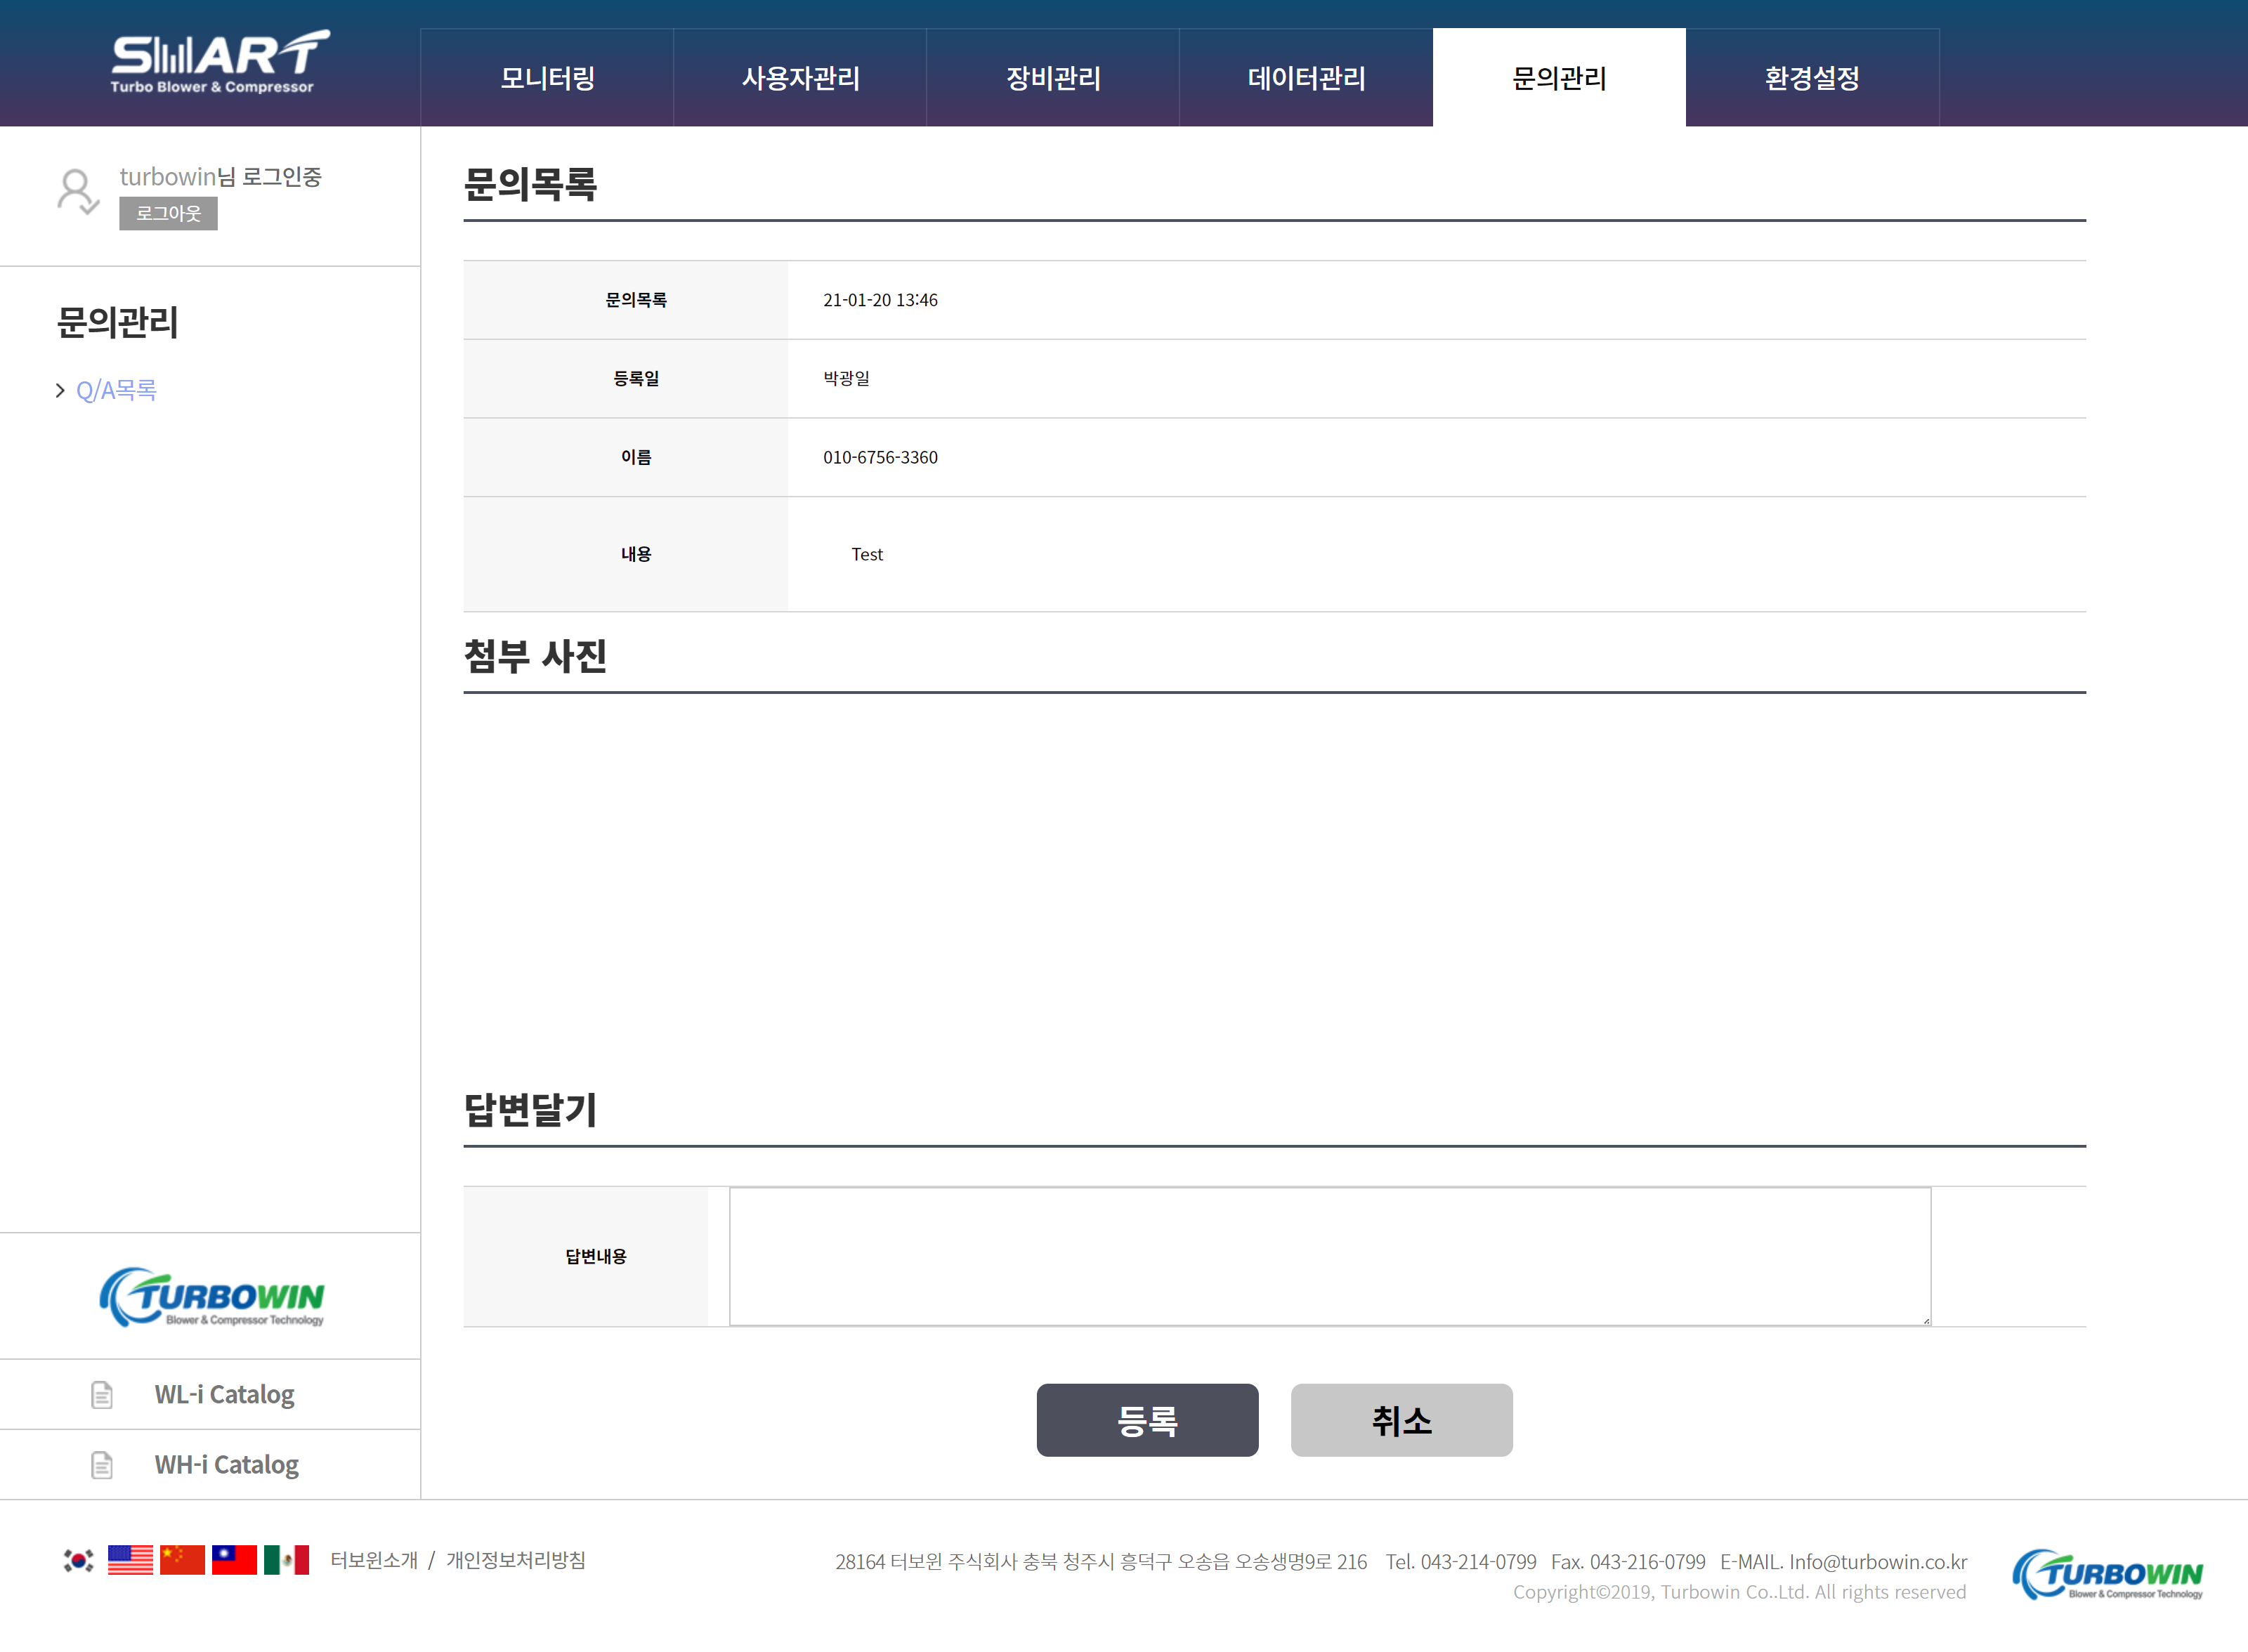 SMART
Turbo Blower & Compressor
모니터링
사용자관리
장비관리
데이터관리
문의관리
환경설정
turbowin님 로그인중
로그아웃
문의관리
Q/A목록
문의목록
문의목록 21-01-20 13:46
등록일 박광일
이름 010-6756-3360
내용 Test
첨부 사진
답변달기
답변내용
등록 취소
TURBOWIN
Blower & Compressor Technology
WL-i Catalog
WH-i Catalog
터보윈소개 / 개인정보처리방침
28164 터보윈 주식회사 충북 청주시 흥덕구 오송읍 오송생명9로 216 Tel. 043-214-0799 Fax. 043-216-0799 E-MAIL. Info@turbowin.co.kr
Copyright©2019, Turbowin Co..Ltd. All rights reserved
TURBOWIN
Blower & Compressor Technology